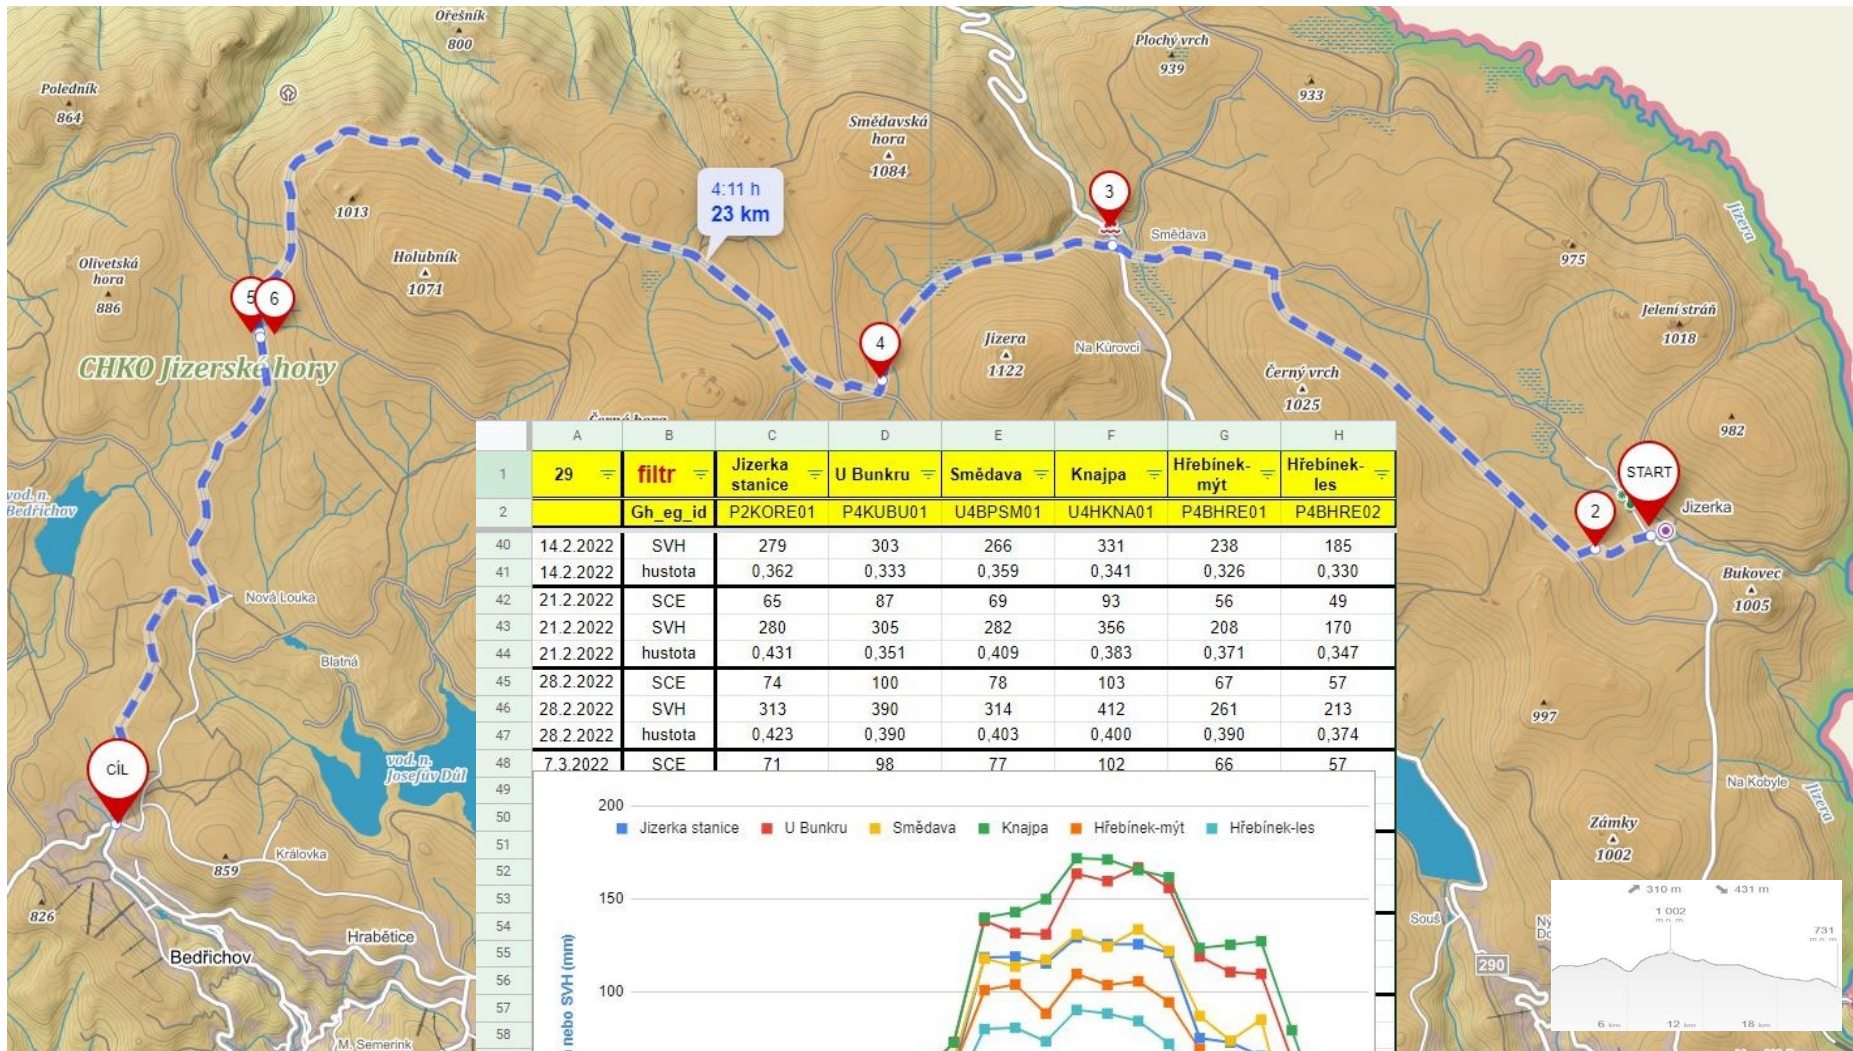 Ořešník
800
Poledník
864
Plochý vrch
939
933
Smědavská
hora
1084
4:11 h
23 km
3
Smědava
Jizera
1013
Holubník
1071
Olivetská
hora
886
5
6
975
Jelení stráň
1018
4
Jizera
1122
Na Kůrovci
Černý vrch
1025
CHKO Jizerské hory
982
START
2
Jizerka
Bukovec
1005
vod. n.
Bedřichov
Nová Louka
Blatná
vod. n.
Josefův Důl
CÍL
Královka
859
826
Hrabětice
Bedřichov
M. Semerink
997
Na Kobyle
Jizera
Zámky
1002
Souš
290
A B C D E F G H
1 29 filtr Jizerka stanice U Bunkru Smědava Knajpa Hřebínek-mýt Hřebínek-les
2 Gh_eg_id P2KORE01 P4KUBU01 U4BPSM01 U4HKNA01 P4BHRE01 P4BHRE02
40 14.2.2022 SVH 279 303 266 331 238 185
41 14.2.2022 hustota 0,362 0,333 0,359 0,341 0,326 0,330
42 21.2.2022 SCE 65 87 69 93 56 49
43 21.2.2022 SVH 280 305 282 356 208 170
44 21.2.2022 hustota 0,431 0,351 0,409 0,383 0,371 0,347
45 28.2.2022 SCE 74 100 78 103 67 57
46 28.2.2022 SVH 313 390 314 412 261 213
47 28.2.2022 hustota 0,423 0,390 0,403 0,400 0,390 0,374
48 7.3.2022 SCE 71 98 77 102 66 57
49
50
51
52
53
54
55
56
57
58
200
Jizerka stanice U Bunkru Smědava Knajpa Hřebínek-mýt Hřebínek-les
150
100
nebo SVH (mm)
310 m 431 m
1 002
m n. m.
731
m n. m.
6 km 12 km 18 km